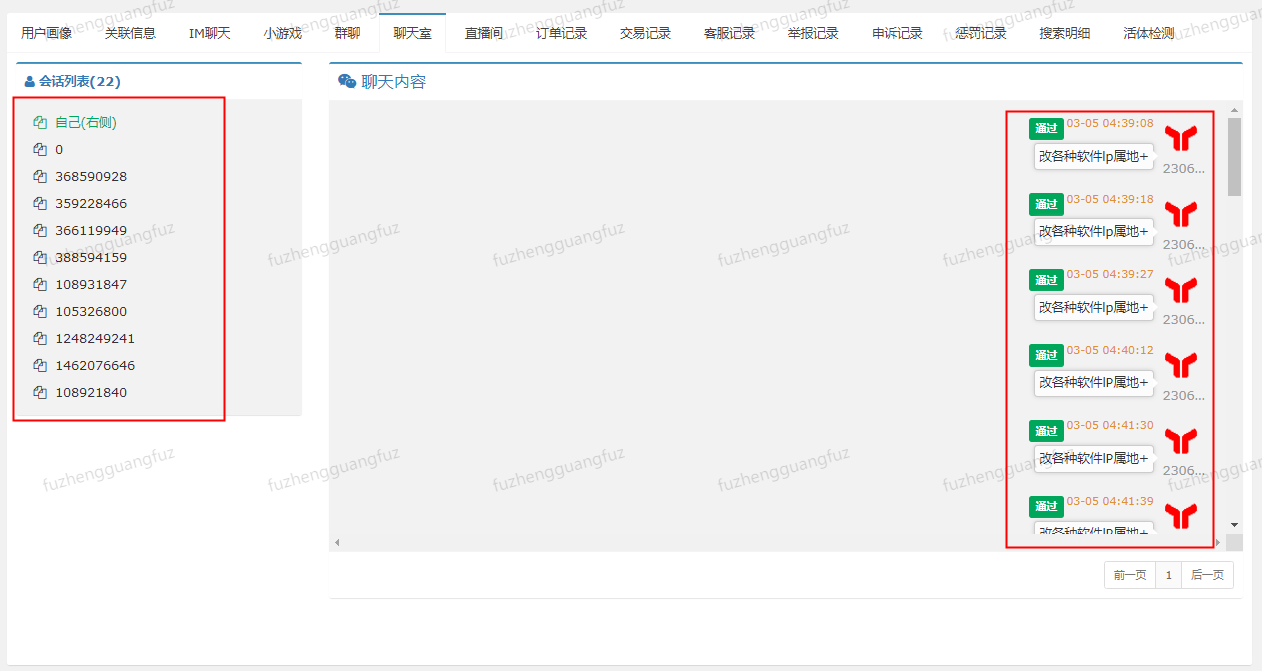 用户画像 关联信息 IM聊天 小游戏 群聊 聊天室 直播间 订单记录 交易记录 客服记录 举报记录 申诉记录 惩罚记录 搜索明细 活体检测
会话列表(22)
自己(右侧)
0
368590928
359228466
366119949
388594159
108931847
105326800
1248249241
1462076646
108921840
聊天内容
通过 03-05 04:39:08
改各种软件Ip属地+
2306...
通过 03-05 04:39:18
改各种软件Ip属地+
2306...
通过 03-05 04:39:27
改各种软件Ip属地+
2306...
通过 03-05 04:40:12
改各种软件IP属地+
2306...
通过 03-05 04:41:30
改各种软件IP属地+
2306...
通过 03-05 04:41:39
改各种软件IP属地+
前一页 1 后一页
fuzhengguangfuz